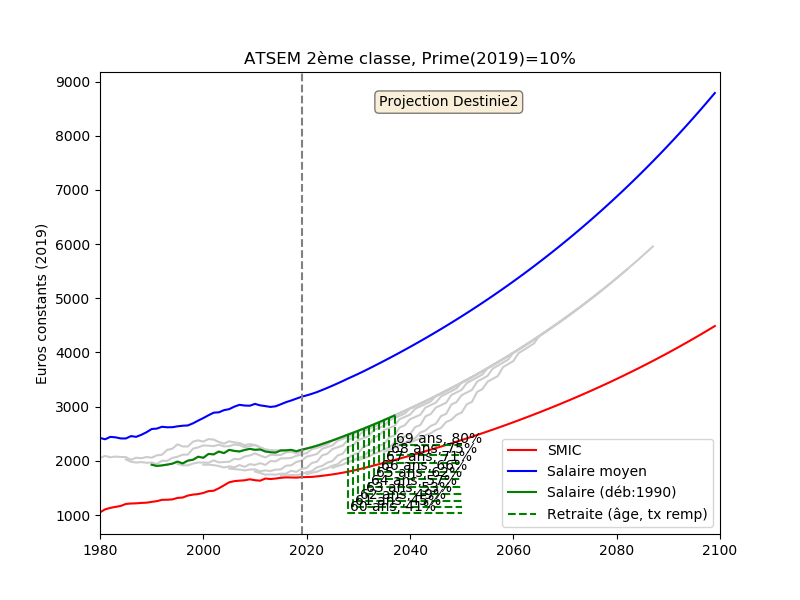 ATSEM 2ème classe, Prime(2019)=10%
Projection Destinie2
Euros constants (2019)
9000
8000
7000
6000
5000
4000
3000
2000
1000
69 ans, 80%
68 ans, 75%
67 ans, 71%
66 ans, 66%
65 ans, 62%
64 ans, 57%
63 ans, 53%
62 ans, 49%
61 ans, 45%
60 ans, 41%
SMIC
Salaire moyen
Salaire (déb:1990)
Retraite (âge, tx remp)
1980
2000
2020
2040
2060
2080
2100